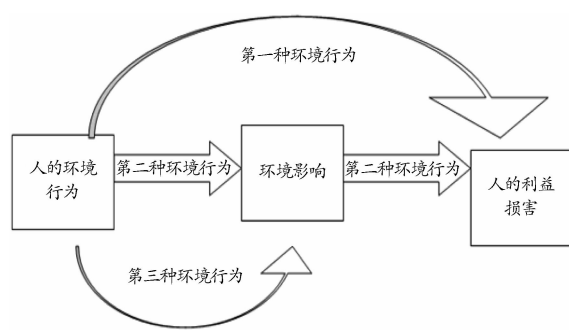 第一种环境行为
人的环境
行为
第二种环境行为
环境影响
第二种环境行为
人的利益
损害
第三种环境行为